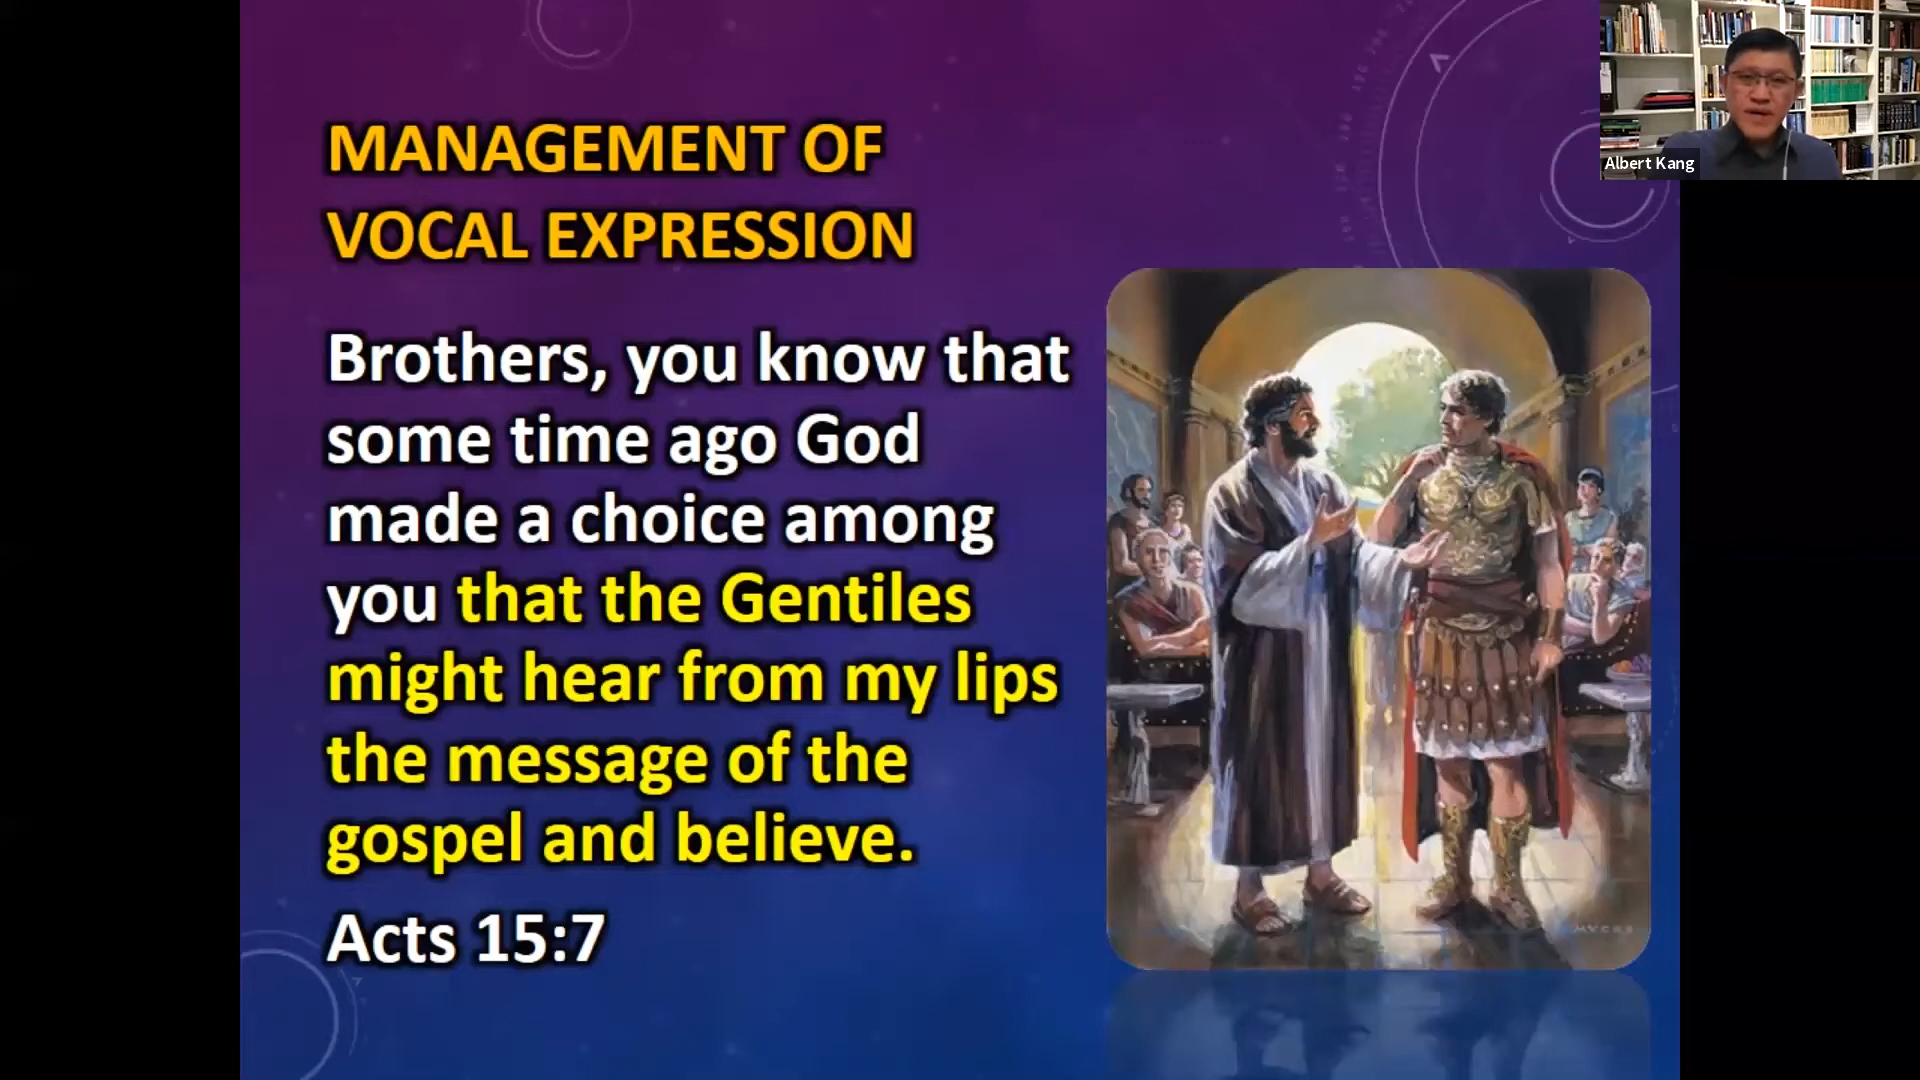 MANAGEMENT OF
VOCAL EXPRESSION
Brothers, you know that
some time ago God
made a choice among
you that the Gentiles
might hear from my lips
the message of the
gospel and believe.
Acts 15:7
Albert Kang